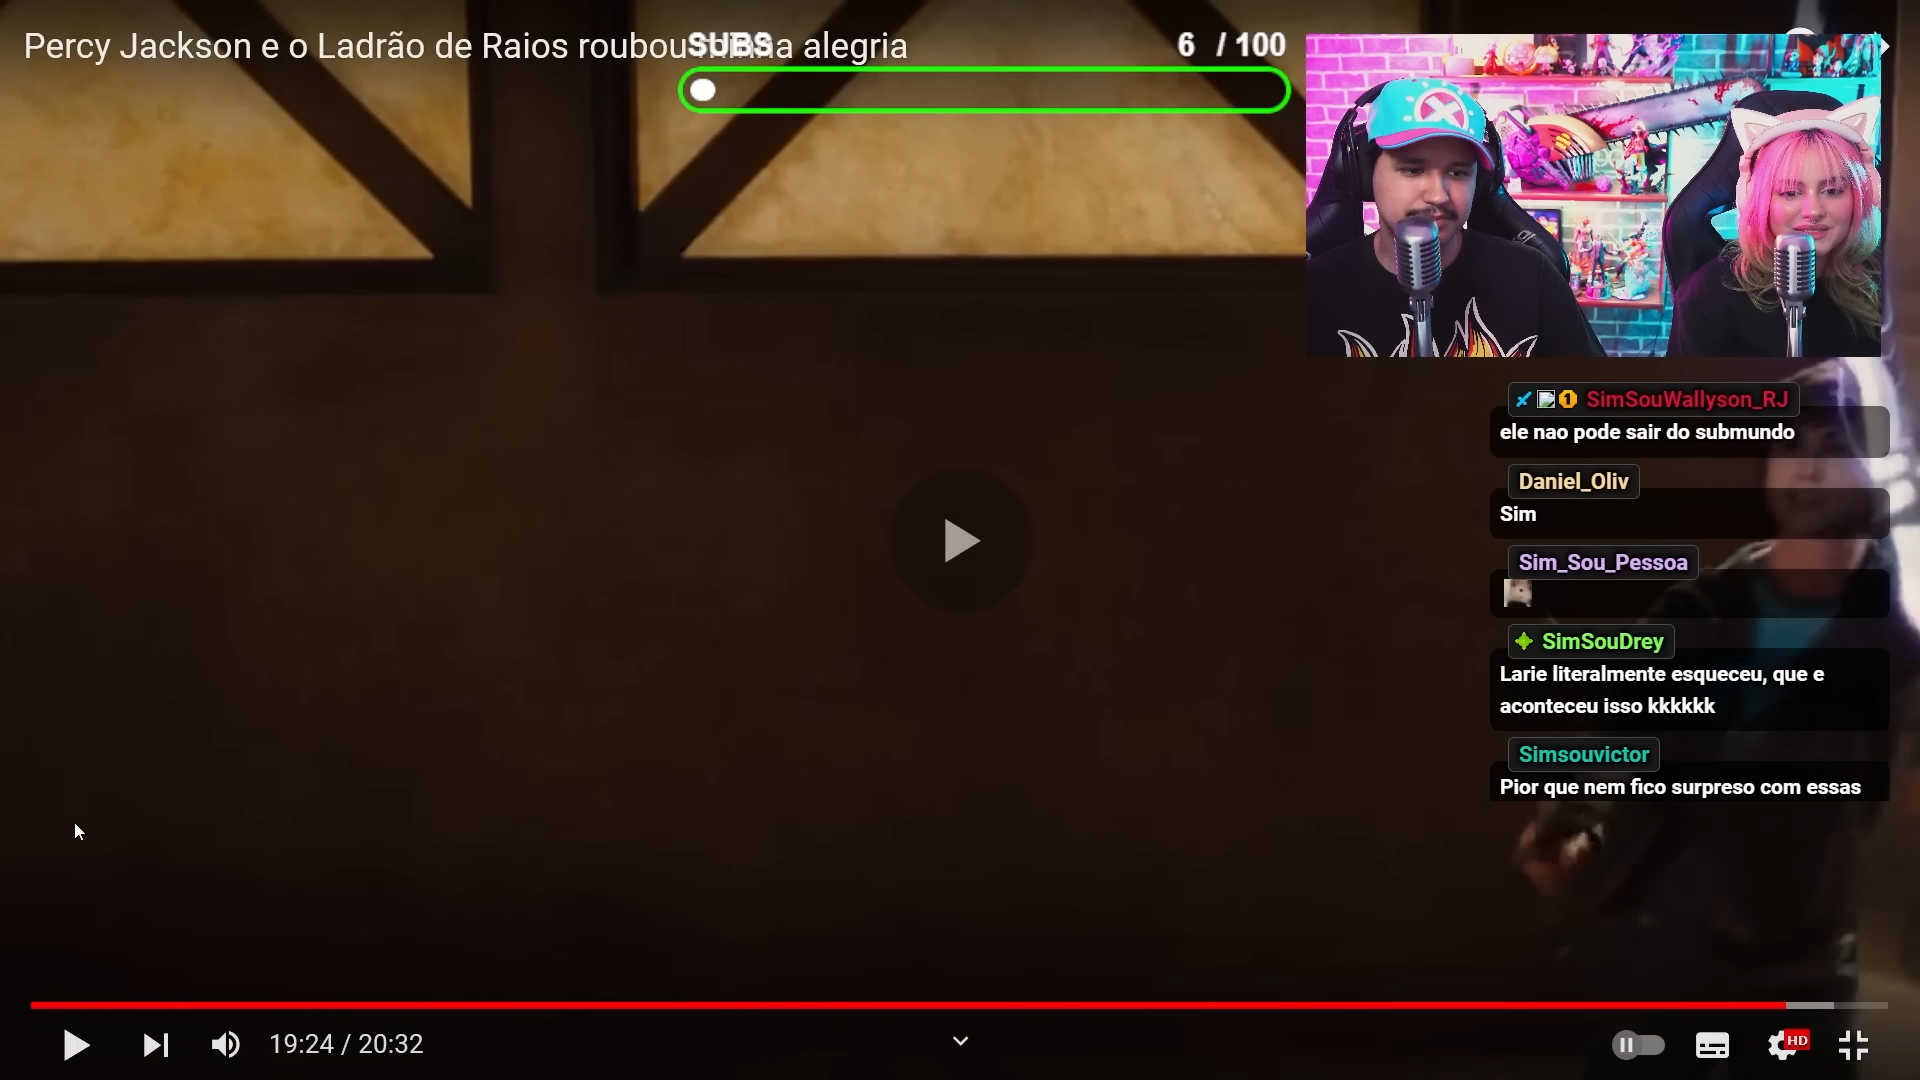 Percy Jackson e o Ladrão de Raios roubou minha alegria
SUBS
6 / 100
SimSouWallyson_RJ
ele nao pode sair do submundo
Daniel_Oliv
Sim
Sim_Sou_Pessoa
SimSouDrey
Larie literalmente esqueceu, que e
aconteceu isso kkkkkk
Simsouvictor
Pior que nem fico surpreso com essas
19:24 / 20:32
HD